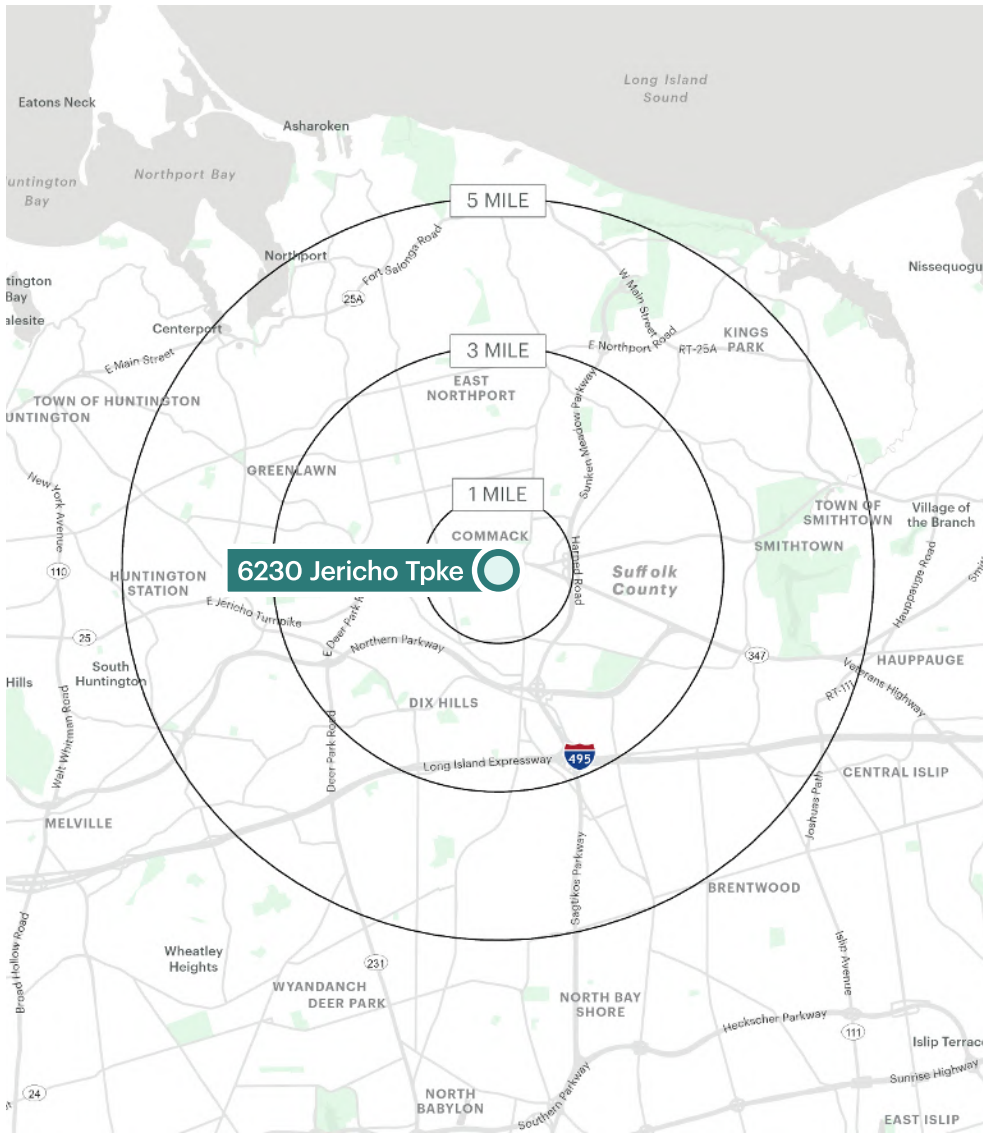 Long Island
Sound
Eatons Neck
Asharoken
Northport Bay
untington
Bay
5 MILE
Northport
Fort Salonga Road
25A
Nissequogu
tington
Bay
alesite
W Main Street
Centerport
E Main Street
E Northport Road
RT-25A
KINGS
PARK
3 MILE
EAST
NORTHPORT
TOWN OF HUNTINGTON
UNTINGTON
Sunken Meadow Parkway
GREENLAWN
New York Avenue
1 MILE
COMMACK
TOWN OF
SMITHTOWN
Village of
the Branch
SMITHTOWN
Harned Road
6230 Jericho Tpke
Suffolk
County
110
HUNTINGTON
STATION
E Jericho Turnpike
E Deer Park R
Hauppauge Road
Smi
25
Northern Parkway
347
HAUPPAUGE
South
Huntington
Hills
Veterans Highway
RT-111
DIX HILLS
Walt Whitman Road
Deer Park Road
Long Island Expressway
495
CENTRAL ISLIP
Joshuas Path
MELVILLE
Sagtikos Parkway
BRENTWOOD
Broad Hollow Road
Wheatley
Heights
231
Islip Avenue
WYANDANCH
DEER PARK
NORTH BAY
SHORE
Heckscher Parkway
111
Islip Terrace
Sunrise Highway
24
NORTH
BABYLON
Southern Parkway
EAST ISLIP